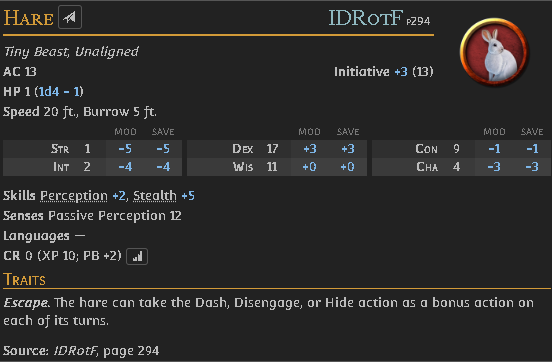 Hare IDRotF p294
Tiny Beast, Unaligned
AC 13 Initiative +3 (13)
HP 1 (1d4 − 1)
Speed 20 ft., Burrow 5 ft.
MOD SAVE MOD SAVE MOD SAVE
Str 1 −5 −5 Dex 17 +3 +3 Con 9 −1 −1
Int 2 −4 −4 Wis 11 +0 +0 Cha 4 −3 −3
Skills Perception +2, Stealth +5
Senses Passive Perception 12
Languages —
CR 0 (XP 10; PB +2)
Traits
Escape. The hare can take the Dash, Disengage, or Hide action as a bonus action on
each of its turns.
Source: IDRotF, page 294